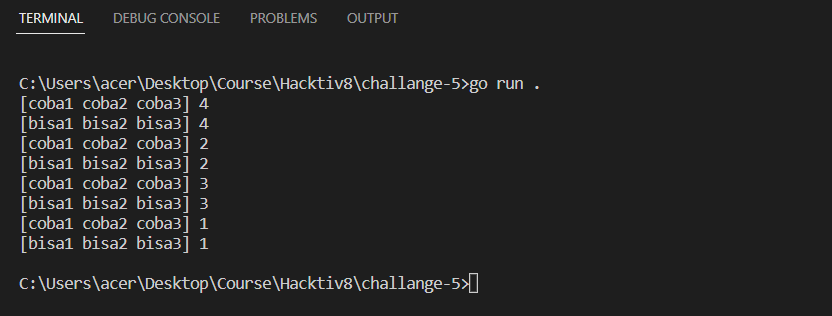 TERMINAL DEBUG CONSOLE PROBLEMS OUTPUT
C:\Users\acer\Desktop\Course\Hacktiv8\challange-5>go run .
[coba1 coba2 coba3] 4
[bisa1 bisa2 bisa3] 4
[coba1 coba2 coba3] 2
[bisa1 bisa2 bisa3] 2
[coba1 coba2 coba3] 3
[bisa1 bisa2 bisa3] 3
[coba1 coba2 coba3] 1
[bisa1 bisa2 bisa3] 1
C:\Users\acer\Desktop\Course\Hacktiv8\challange-5>